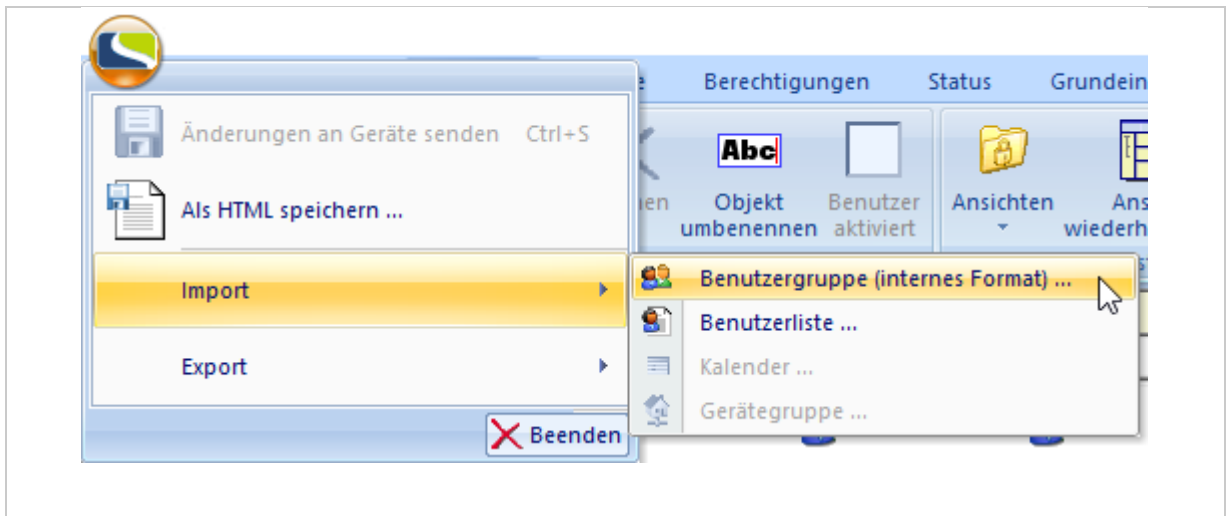 Berechtigungen Status Grundein
Änderungen an Geräte senden Ctrl+S
Abc
Als HTML speichern ...
Objekt Benutzer Ansichten Ans
umbenennen aktiviert wiederh
Import
Benutzergruppe (internes Format) ...
Benutzerliste ...
Export
Kalender ...
Gerätegruppe ...
Beenden